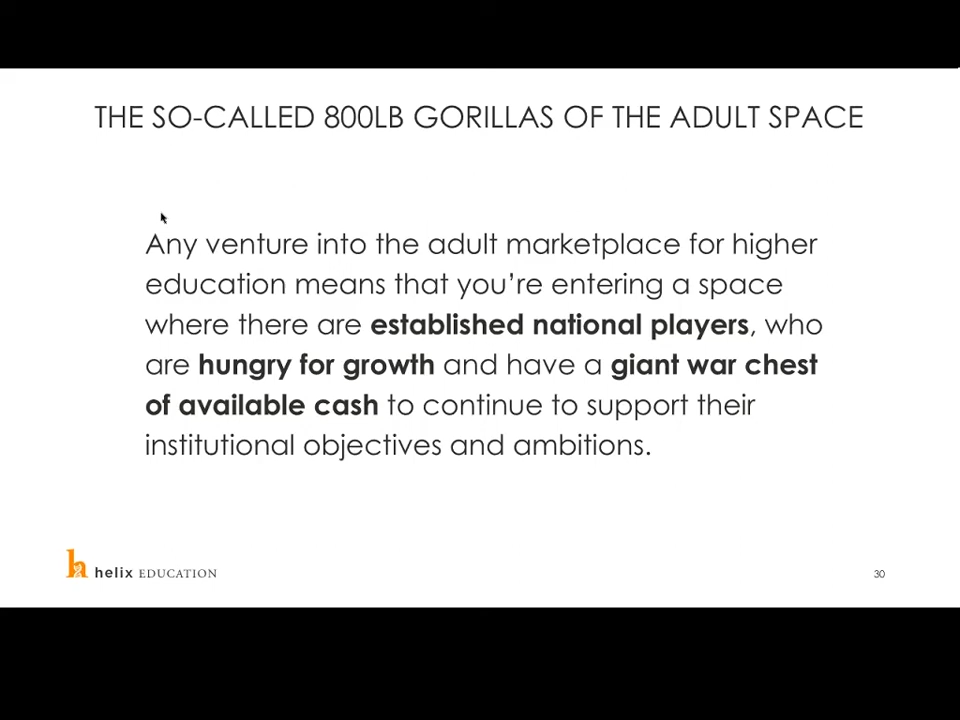 THE SO-CALLED 800LB GORILLAS OF THE ADULT SPACE
Any venture into the adult marketplace for higher
education means that you’re entering a space
where there are established national players, who
are hungry for growth and have a giant war chest
of available cash to continue to support their
institutional objectives and ambitions.
helix EDUCATION
30